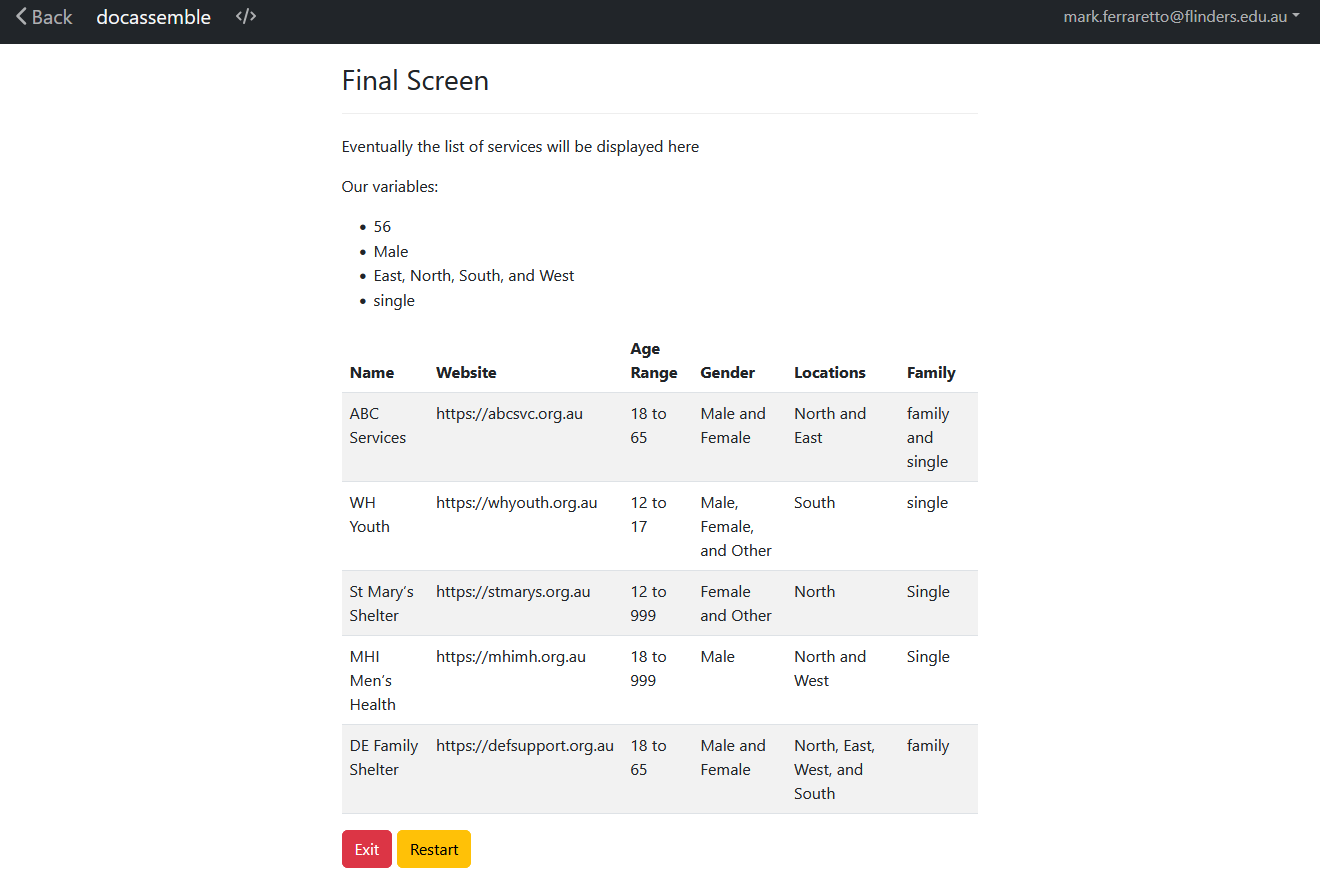 Back docassemble </> mark.ferraretto@flinders.edu.au
Final Screen
Eventually the list of services will be displayed here
Our variables:
• 56
• Male
• East, North, South, and West
• single
Name Website Age Range Gender Locations Family
ABC Services https://abcsvc.org.au 18 to 65 Male and Female North and East family and single
WH Youth https://whyouth.org.au 12 to 17 Male, Female, and Other South single
St Mary's Shelter https://stmarys.org.au 12 to 999 Female and Other North Single
MHI Men's Health https://mhimh.org.au 18 to 999 Male North and West Single
DE Family Shelter https://defsupport.org.au 18 to 65 Male and Female North, East, West, and South family
Exit Restart